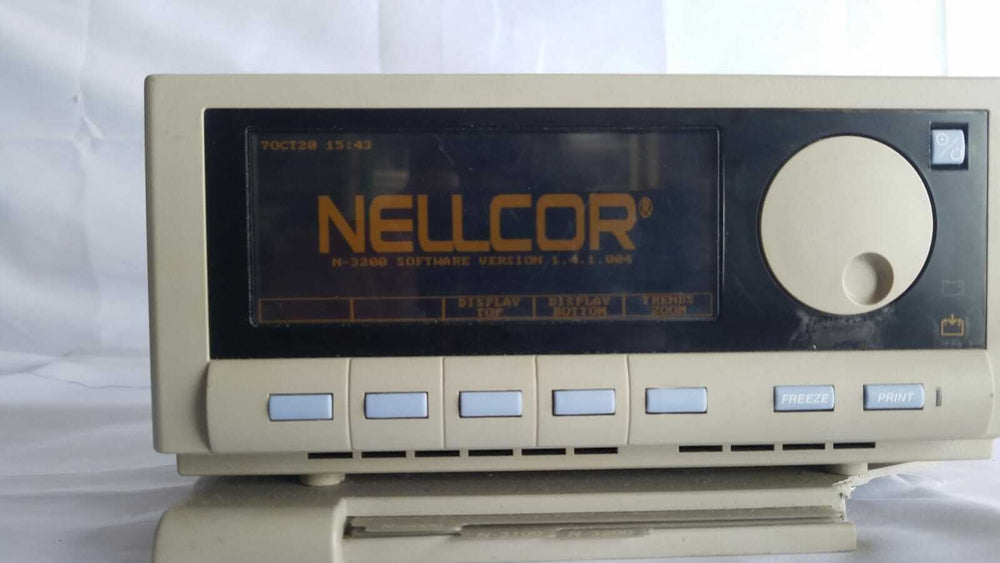 7OCT20 15:43
NELLCOR®
N-3200 SOFTWARE VERSION 1.4.1.004
DISPLAY TOP
DISPLAY BOTTOM
TRENDS ZOOM
FREEZE
PRINT